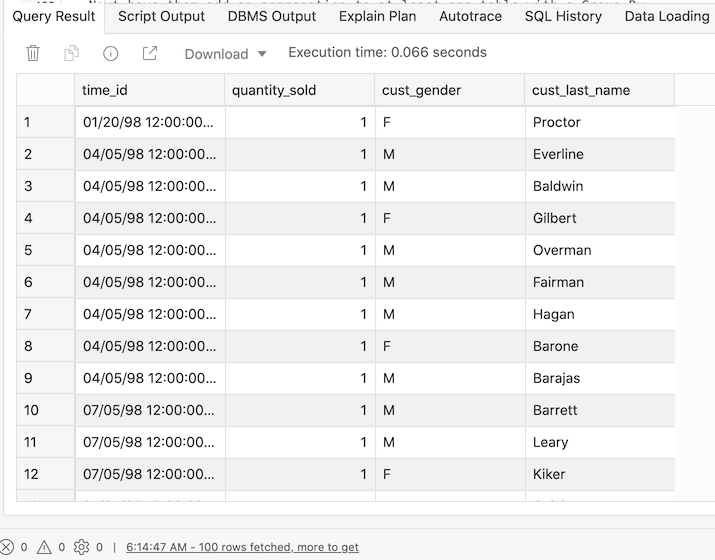 Query Result Script Output DBMS Output Explain Plan Autotrace SQL History Data Loading
Download Execution time: 0.066 seconds
time_id quantity_sold cust_gender cust_last_name
1 01/20/98 12:00:00... 1 F Proctor
2 04/05/98 12:00:00... 1 M Everline
3 04/05/98 12:00:00... 1 M Baldwin
4 04/05/98 12:00:00... 1 F Gilbert
5 04/05/98 12:00:00... 1 M Overman
6 04/05/98 12:00:00... 1 M Fairman
7 04/05/98 12:00:00... 1 M Hagan
8 04/05/98 12:00:00... 1 F Barone
9 04/05/98 12:00:00... 1 M Barajas
10 07/05/98 12:00:00... 1 M Barrett
11 07/05/98 12:00:00... 1 M Leary
12 07/05/98 12:00:00... 1 F Kiker
0 0 0 | 6:14:47 AM - 100 rows fetched, more to get